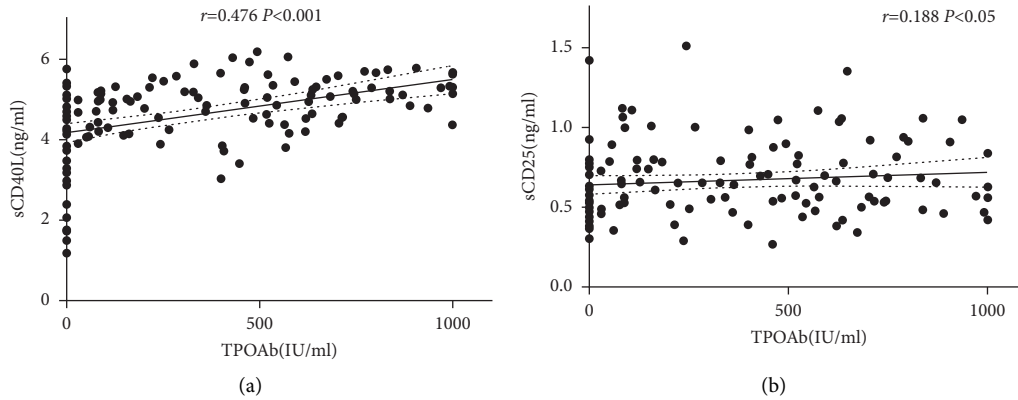 r=0.476 P<0.001
sCD40L(ng/ml)
6
4
2
0
0 500 1000
TPOAb(IU/ml)
(a)
r=0.188 P<0.05
sCD25(ng/ml)
1.5
1.0
0.5
0.0
0 500 1000
TPOAb(IU/ml)
(b)